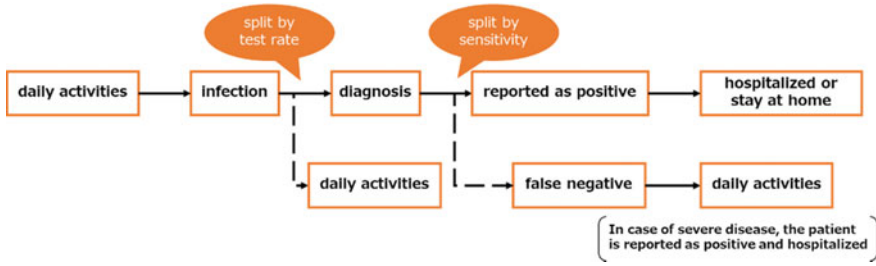 split by
test rate
split by
sensitivity
daily activities
infection
diagnosis
reported as positive
hospitalized or
stay at home
daily activities
false negative
daily activities
In case of severe disease, the patient
is reported as positive and hospitalized